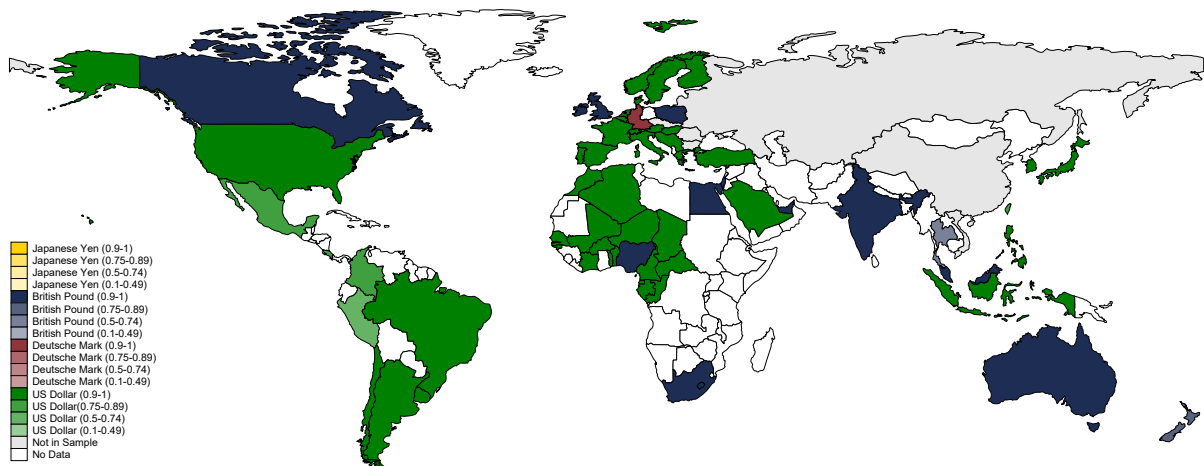 Japanese Yen (0.9-1)
Japanese Yen (0.75-0.89)
Japanese Yen (0.5-0.74)
Japanese Yen (0.1-0.49)
British Pound (0.9-1)
British Pound (0.75-0.89)
British Pound (0.5-0.74)
British Pound (0.1-0.49)
Deutsche Mark (0.9-1)
Deutsche Mark (0.75-0.89)
Deutsche Mark (0.5-0.74)
Deutsche Mark (0.1-0.49)
US Dollar (0.9-1)
US Dollar(0.75-0.89)
US Dollar (0.5-0.74)
US Dollar (0.1-0.49)
Not in Sample
No Data